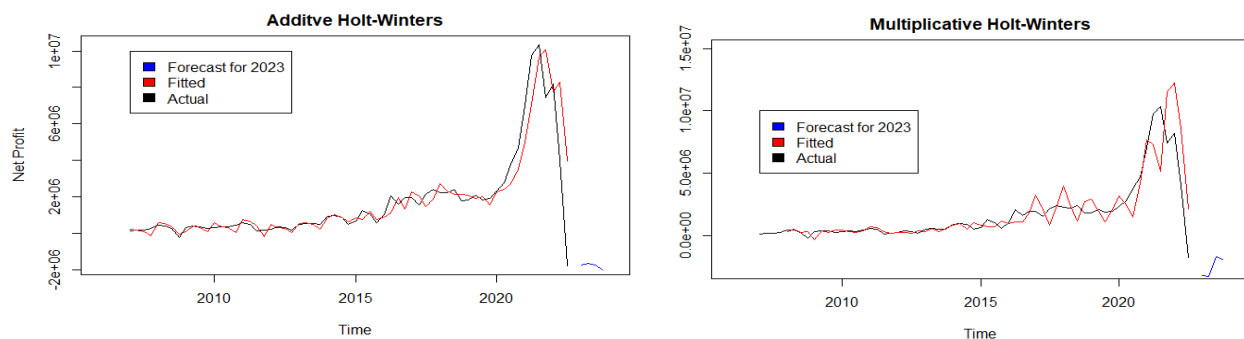 Additve Holt-Winters
Net Profit
1e+07
6e+06
2e+06
-2e+06
Forecast for 2023
Fitted
Actual
2010
2015
2020
Time
Multiplicative Holt-Winters
1.5e+07
1.0e+07
5.0e+06
0.0e+00
Forecast for 2023
Fitted
Actual
2010
2015
2020
Time